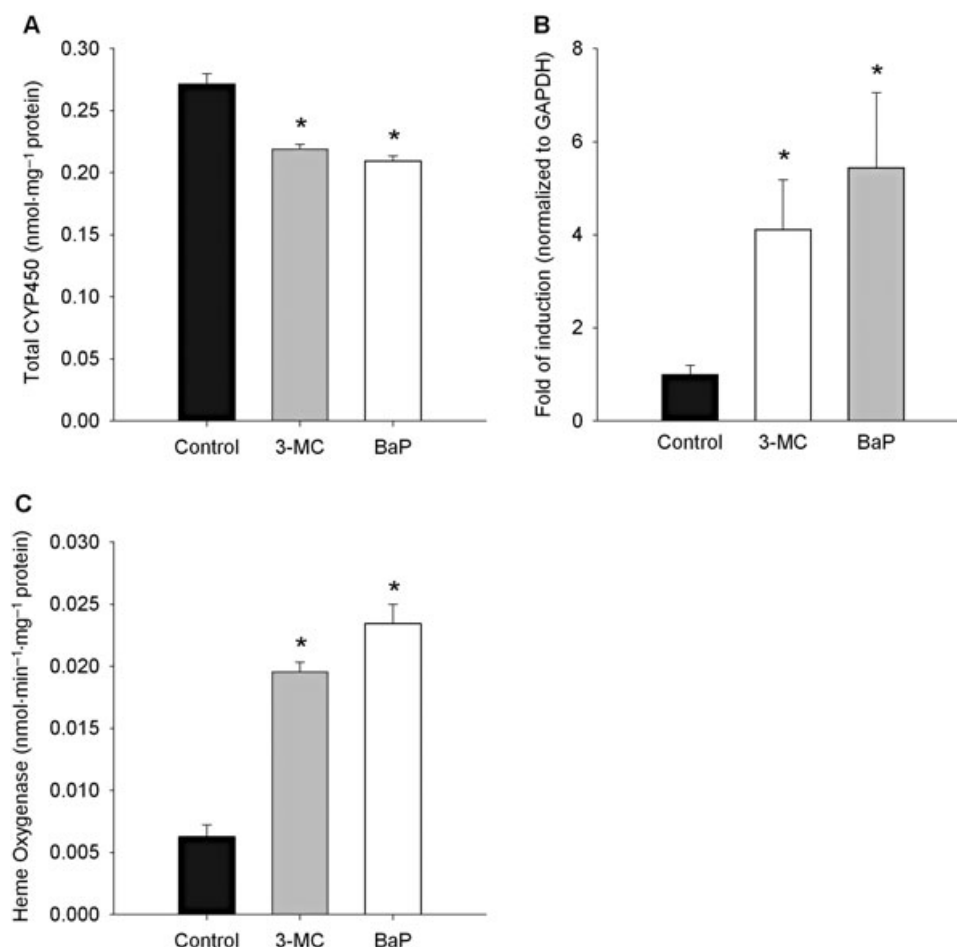 A
Total CYP450 (nmol·mg⁻¹ protein)
0.30
0.25
0.20
0.15
0.10
0.05
0.00
*
*
Control 3-MC BaP
B
Fold of induction (normalized to GAPDH)
8
6
4
2
0
*
*
Control 3-MC BaP
C
Heme Oxygenase (nmol·min⁻¹·mg⁻¹ protein)
0.030
0.025
0.020
0.015
0.010
0.005
0.000
*
*
Control 3-MC BaP